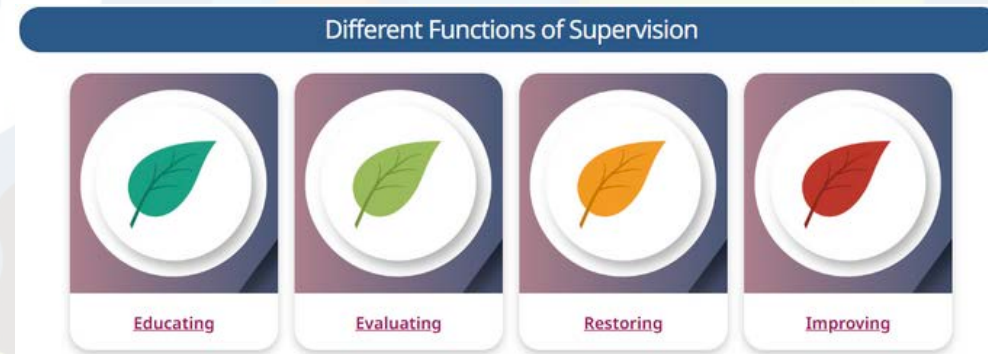 Different Functions of Supervision
Educating
Evaluating
Restoring
Improving